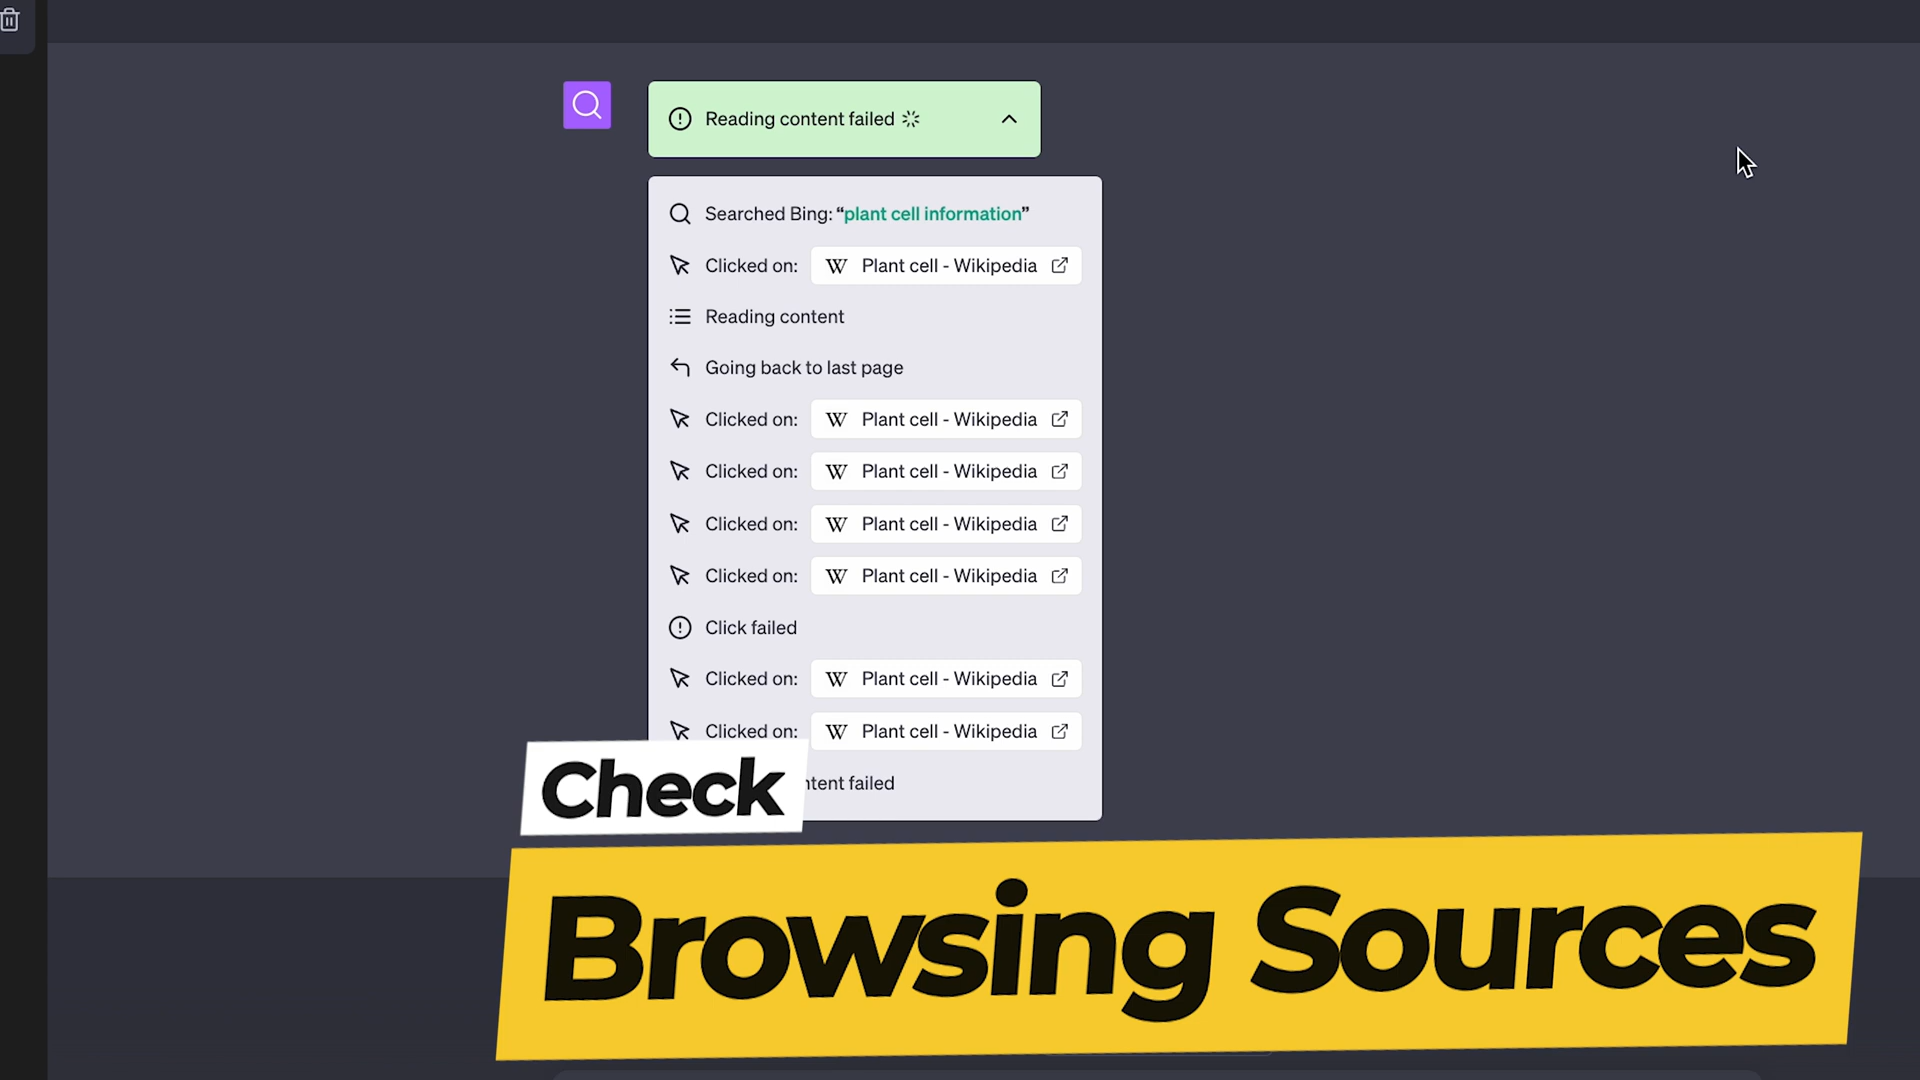 Reading content failed
Searched Bing: “plant cell information”
Clicked on: W Plant cell - Wikipedia
Reading content
Going back to last page
Clicked on: W Plant cell - Wikipedia
Clicked on: W Plant cell - Wikipedia
Clicked on: W Plant cell - Wikipedia
Clicked on: W Plant cell - Wikipedia
Click failed
Clicked on: W Plant cell - Wikipedia
Clicked on: W Plant cell - Wikipedia
failed
Check
Browsing Sources